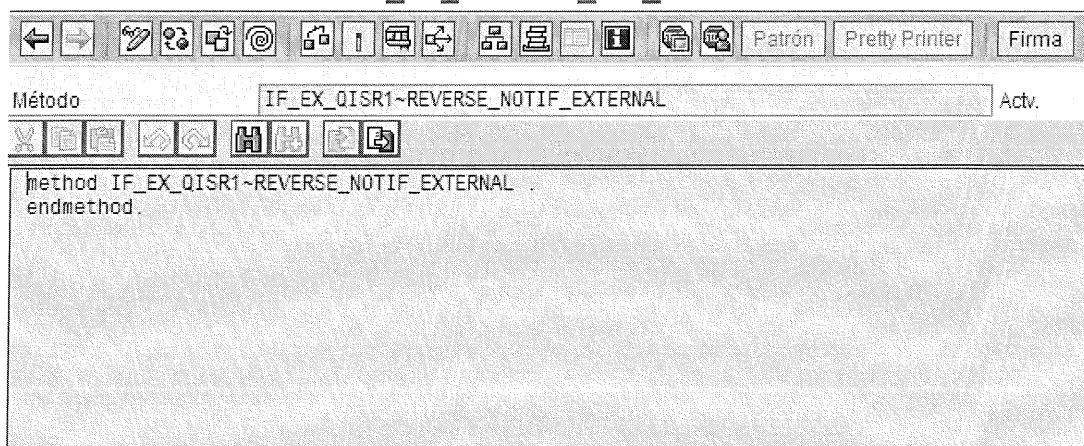 Patrón Pretty Printer Firma
Método IF_EX_QISR1~REVERSE_NOTIF_EXTERNAL Actv.
method IF_EX_QISR1~REVERSE_NOTIF_EXTERNAL .
endmethod.